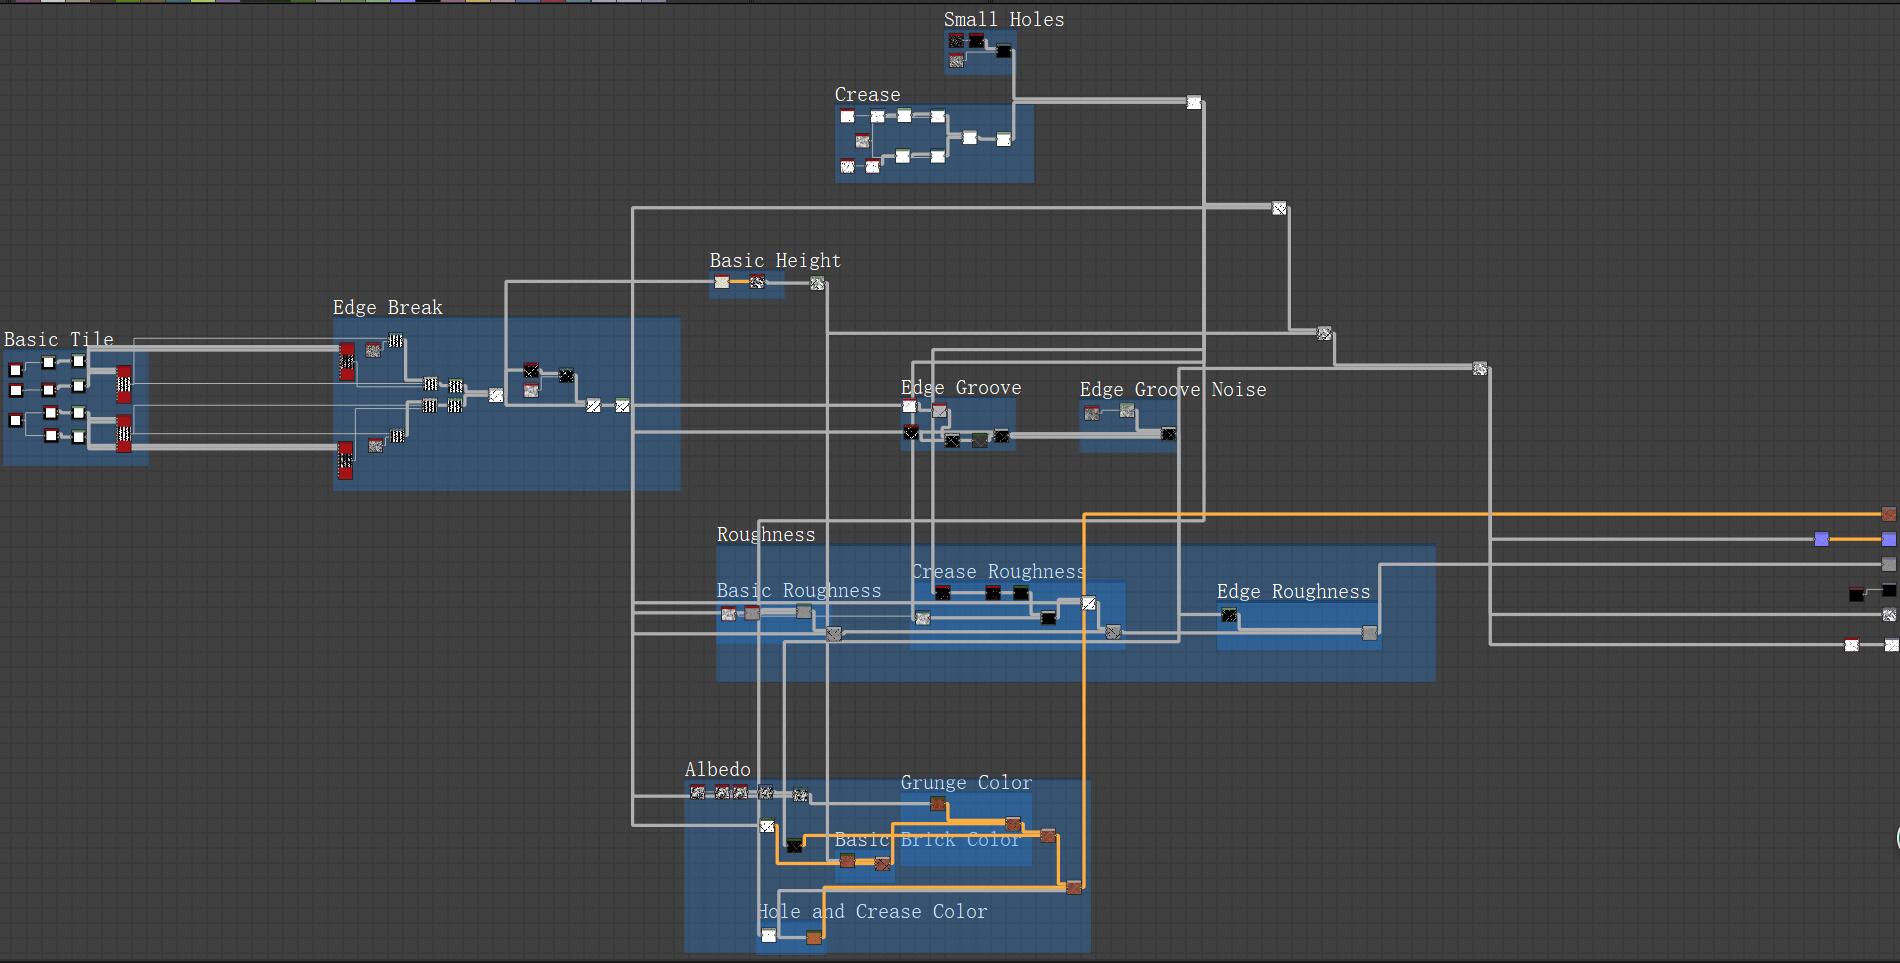 Small Holes
Crease
Basic Height
Edge Break
Basic Tile
Edge Groove
Edge Groove Noise
Roughness
Crease Roughness
Basic Roughness
Edge Roughness
Albedo
Grunge Color
Basic Brick Color
Hole and Crease Color